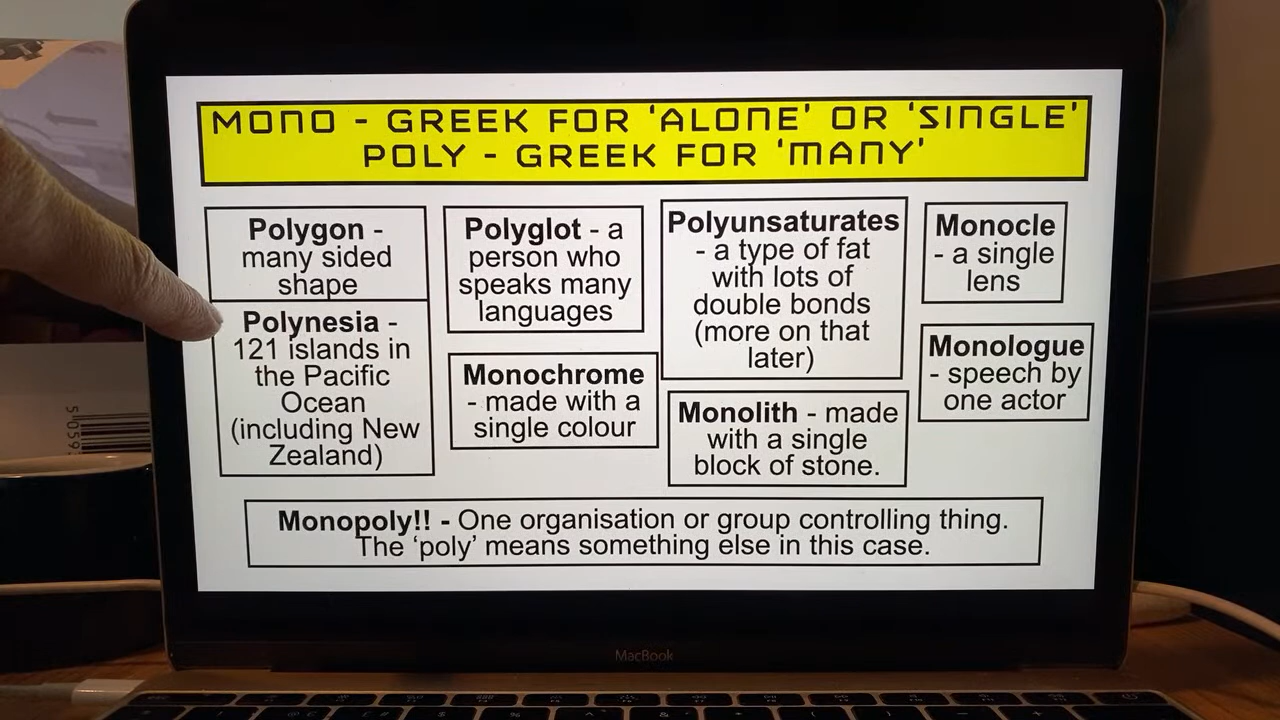 MONO - GREEK FOR 'ALONE' OR 'SINGLE'
POLY - GREEK FOR 'MANY'
Polygon -
many sided
shape
Polynesia -
121 islands in
the Pacific
Ocean
(including New
Zealand)
Polyglot - a
person who
speaks many
languages
Monochrome
- made with a
single colour
Polyunsaturates
- a type of fat
with lots of
double bonds
(more on that
later)
Monolith - made
with a single
block of stone.
Monocle
- a single
lens
Monologue
- speech by
one actor
Monopoly!! - One organisation or group controlling thing.
The 'poly' means something else in this case.
MacBook